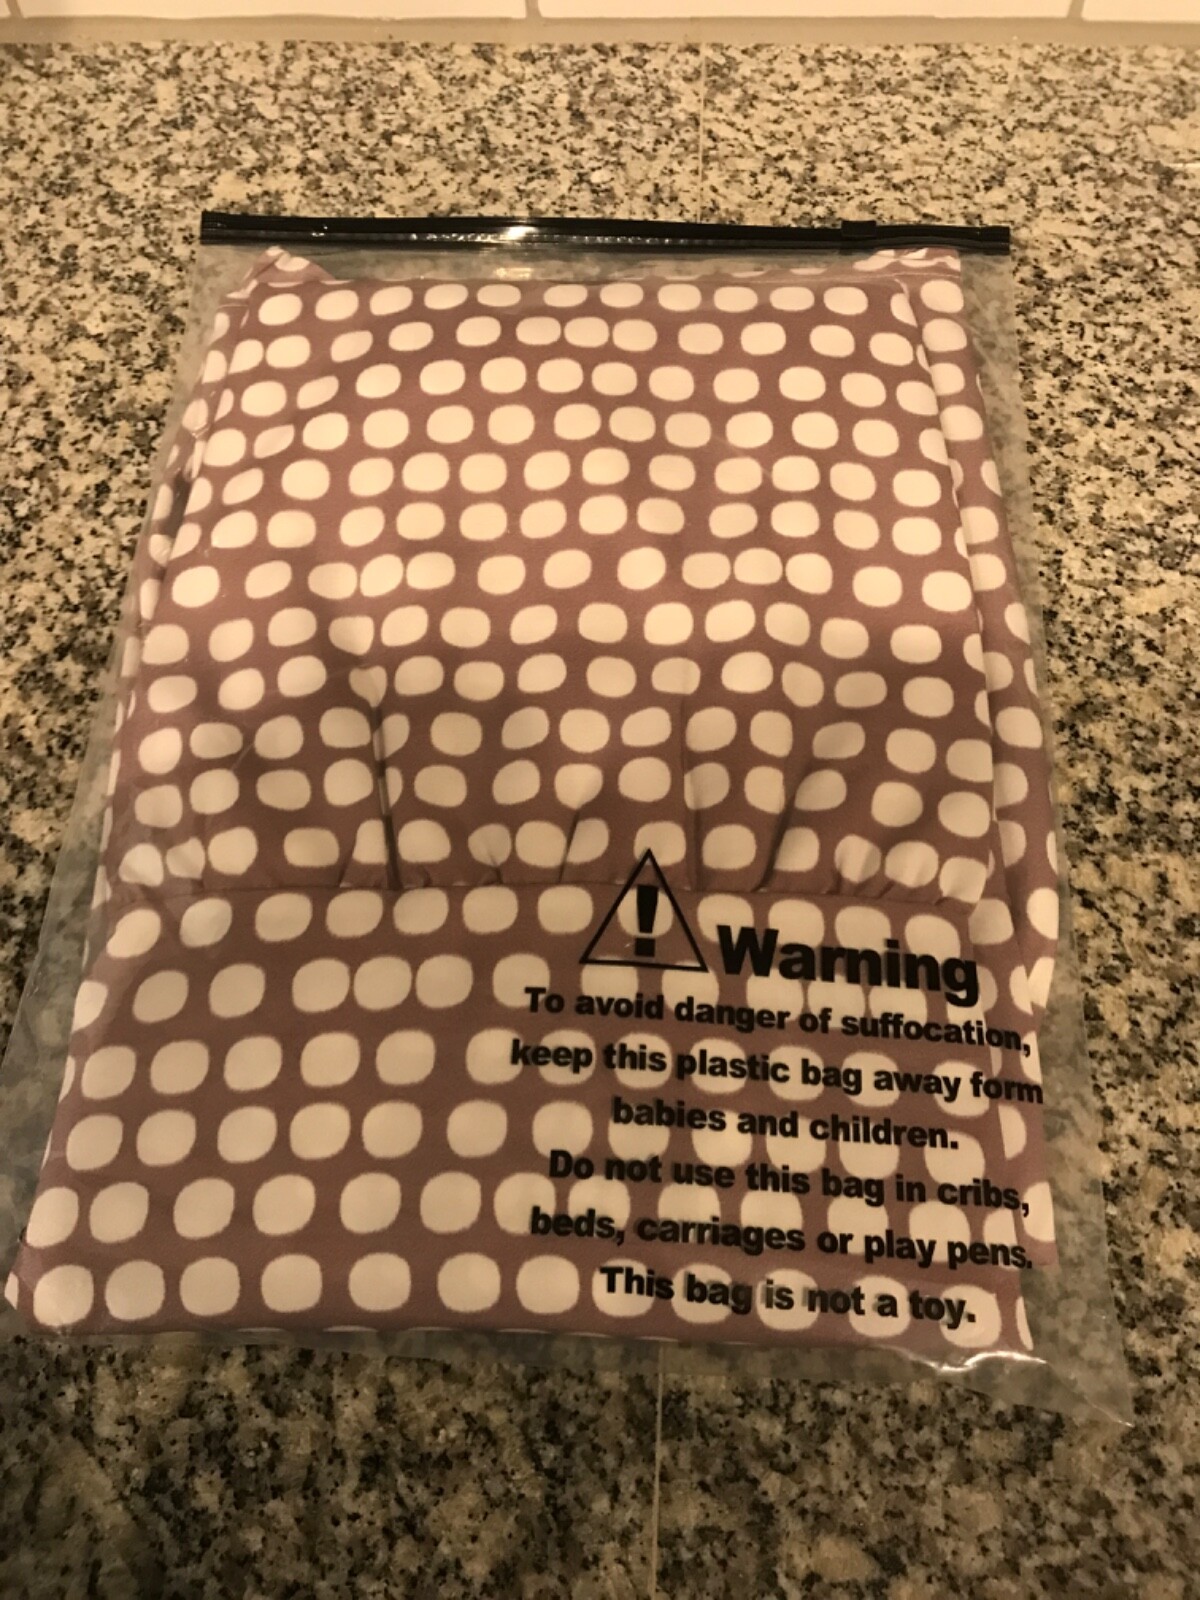 Warning
To avoid danger of suffocation,
keep this plastic bag away form
babies and children.
Do not use this bag in cribs,
beds, carriages or play pens.
This bag is not a toy.